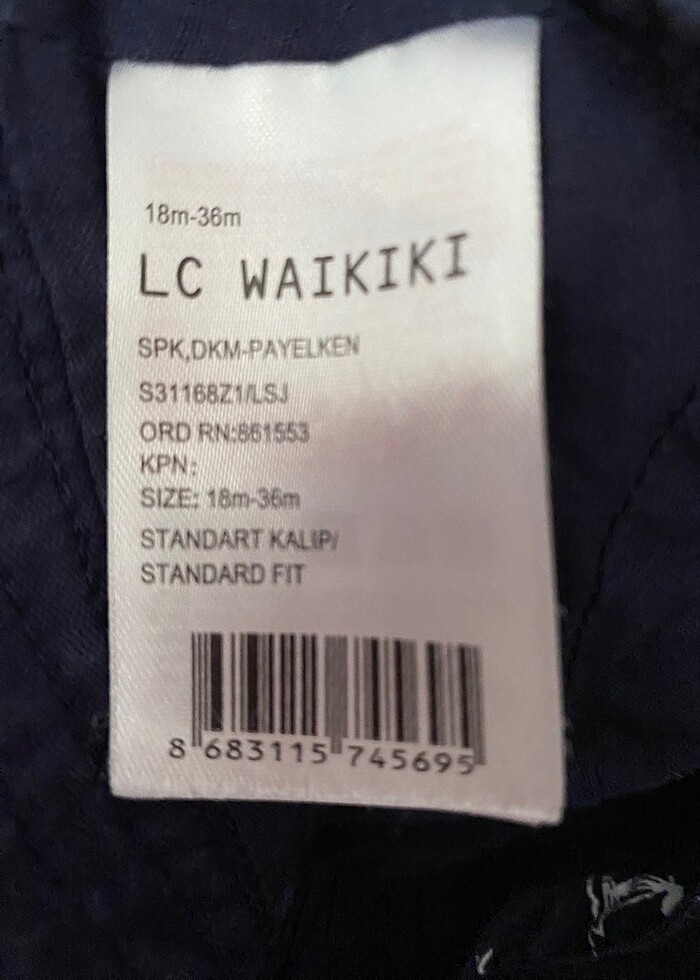 18m-36m
LC WAIKIKI
SPK,DKM-PAYELKEN
S31168Z1/LSJ
ORD RN:861553
KPN:
SIZE: 18m-36m
STANDART KALIP/
STANDARD FIT
8 683115 745695